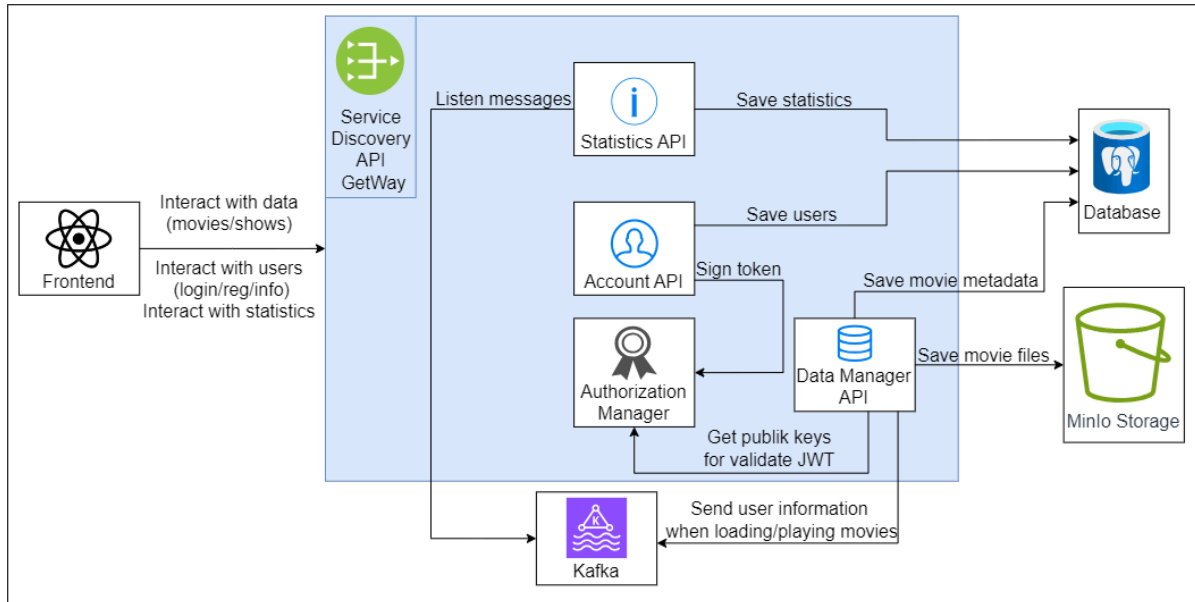 Service
Discovery
API
GetWay
Listen messages
i
Statistics API
Save statistics
Database
Interact with data
(movies/shows)
Frontend
Interact with users
(login/reg/info)
Interact with statistics
Account API
Save users
Sign token
Authorization
Manager
Save movie metadata
Data Manager
API
Save movie files
MinIo Storage
Get publik keys
for validate JWT
K
Kafka
Send user information
when loading/playing movies